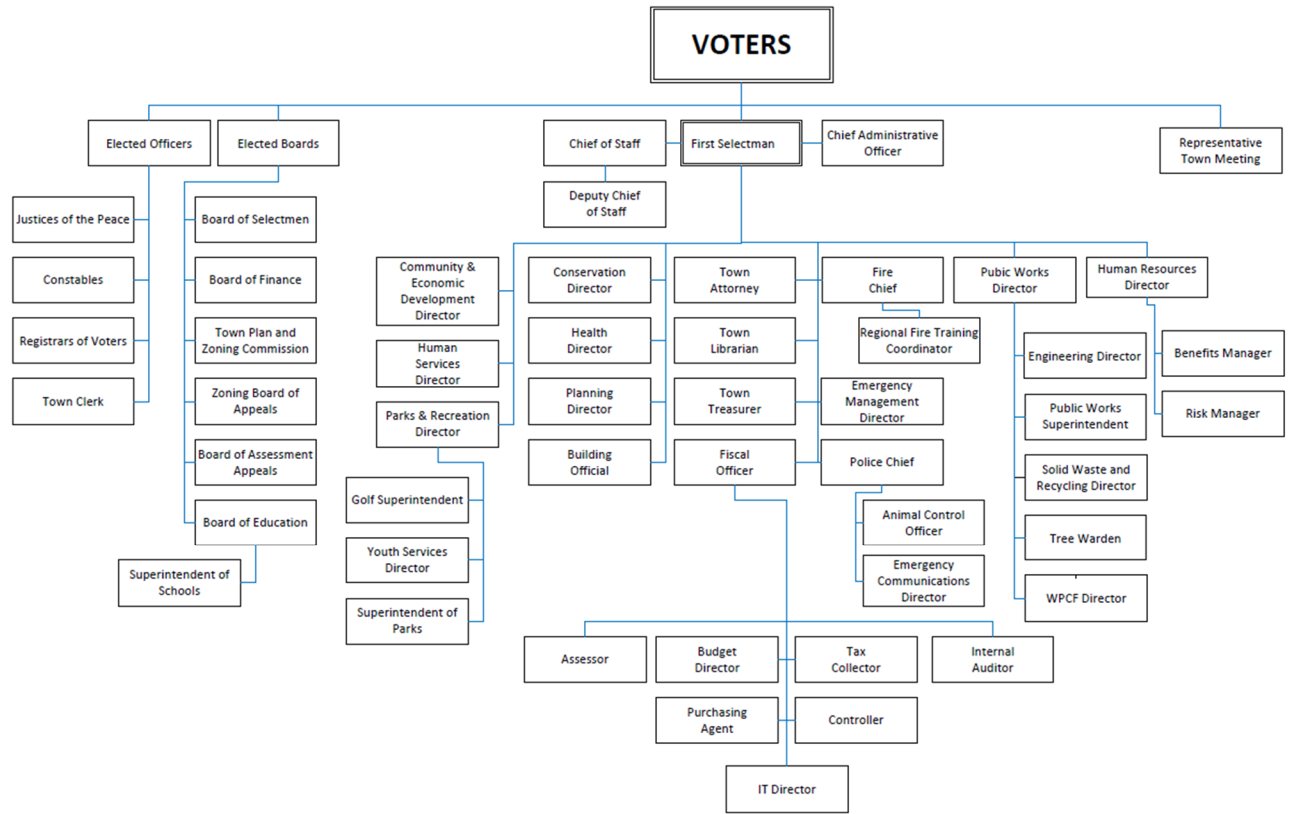 VOTERS
Elected Officers
Elected Boards
Chief of Staff
First Selectman
Chief Administrative
Officer
Representative
Town Meeting
Deputy Chief
of Staff
Justices of the Peace
Constables
Registrars of Voters
Town Clerk
Board of Selectmen
Board of Finance
Town Plan and
Zoning Commission
Zoning Board of
Appeals
Board of Assessment
Appeals
Board of Education
Superintendent of
Schools
Community &
Economic
Development
Director
Human
Services
Director
Parks & Recreation
Director
Golf Superintendent
Youth Services
Director
Superintendent of
Parks
Conservation
Director
Health
Director
Planning
Director
Building
Official
Town
Attorney
Town
Librarian
Town
Treasurer
Fiscal
Officer
Fire
Chief
Regional Fire Training
Coordinator
Emergency
Management
Director
Police Chief
Animal Control
Officer
Emergency
Communications
Director
Pubic Works
Director
Engineering Director
Public Works
Superintendent
Solid Waste and
Recycling Director
Tree Warden
WPCF Director
Human Resources
Director
Benefits Manager
Risk Manager
Assessor
Budget
Director
Tax
Collector
Internal
Auditor
Purchasing
Agent
Controller
IT Director